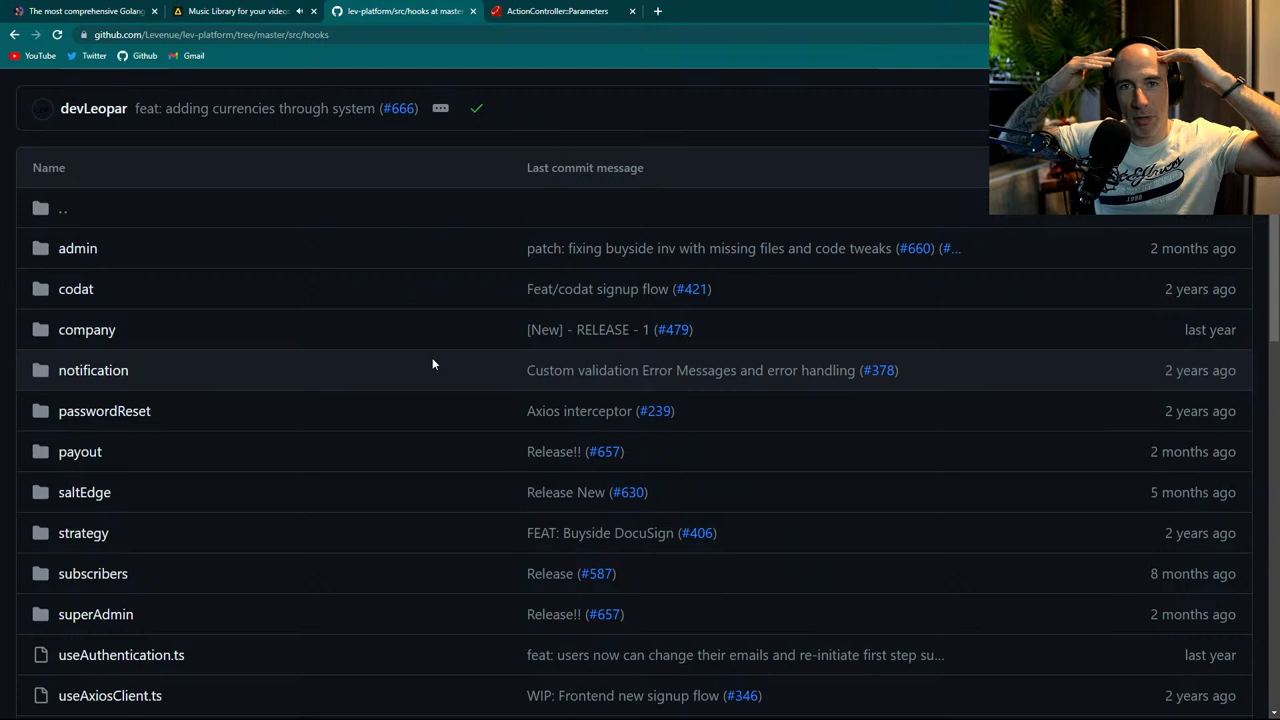 The most comprehensive Golang
Music Library for your video
lev-platform/src/hooks at master
ActionController::Parameters
github.com/Levenue/lev-platform/tree/master/src/hooks
YouTube
Twitter
Github
Gmail
devLeopar feat: adding currencies through system (#666)
Name Last commit message
..
admin patch: fixing buyside inv with missing files and code tweaks (#660) (#... 2 months ago
codat Feat/codat signup flow (#421) 2 years ago
company [New] - RELEASE - 1 (#479) last year
notification Custom validation Error Messages and error handling (#378) 2 years ago
passwordReset Axios interceptor (#239) 2 years ago
payout Release!! (#657) 2 months ago
saltEdge Release New (#630) 5 months ago
strategy FEAT: Buyside DocuSign (#406) 2 years ago
subscribers Release (#587) 8 months ago
superAdmin Release!! (#657) 2 months ago
useAuthentication.ts feat: users now can change their emails and re-initiate first step su... last year
useAxiosClient.ts WIP: Frontend new signup flow (#346) 2 years ago
1990